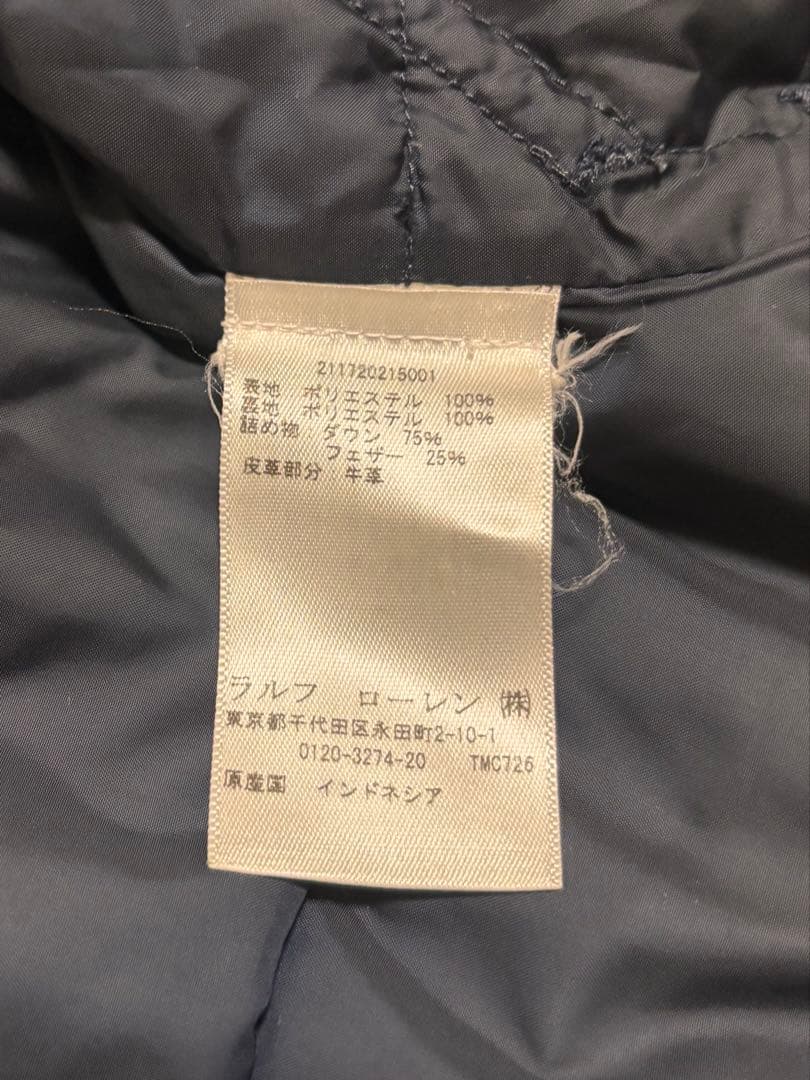 211720215001
表地 ポリエステル 100%
裏地 ポリエステル 100%
詰め物 ダウン 75%
フェザー 25%
皮革部分 : 牛革
ラルフ ローレン ㈱
東京都千代田区永田町2-10-1
0120-3274-20 TMC726
原産国 インドネシア